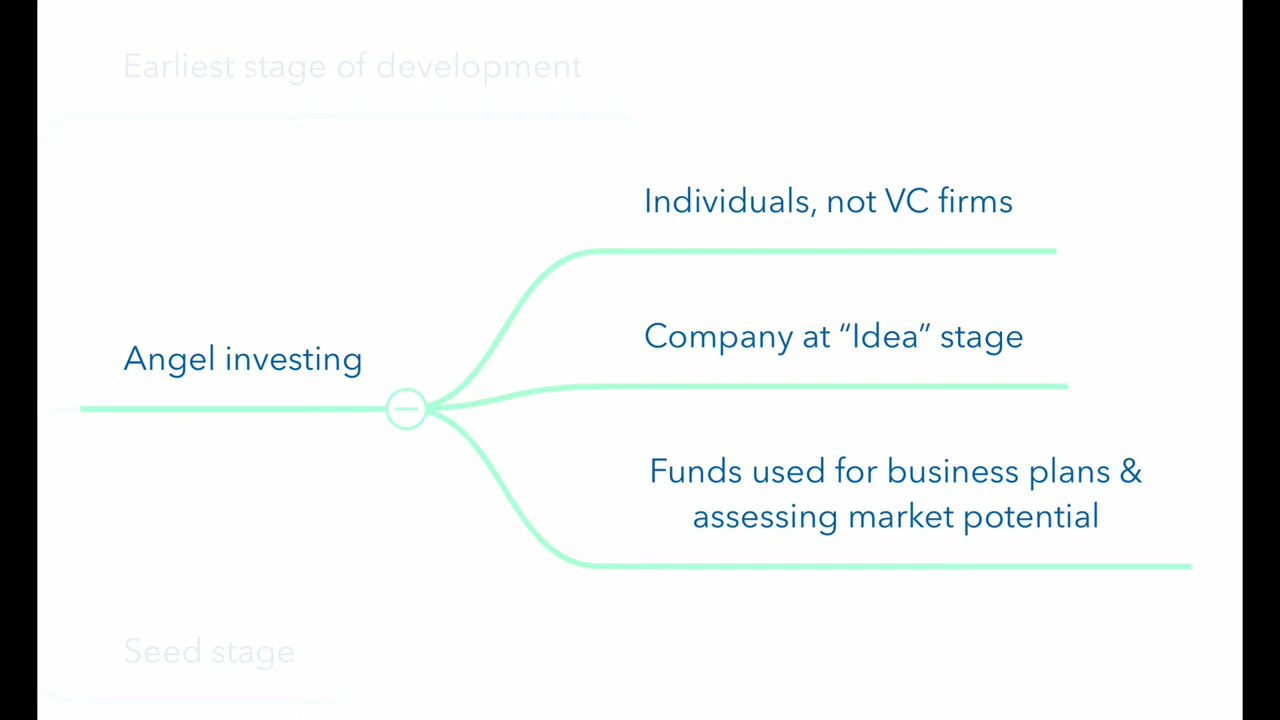 Earliest stage of development
Individuals, not VC firms
Company at “Idea” stage
Angel investing
Funds used for business plans &
assessing market potential
Seed stage